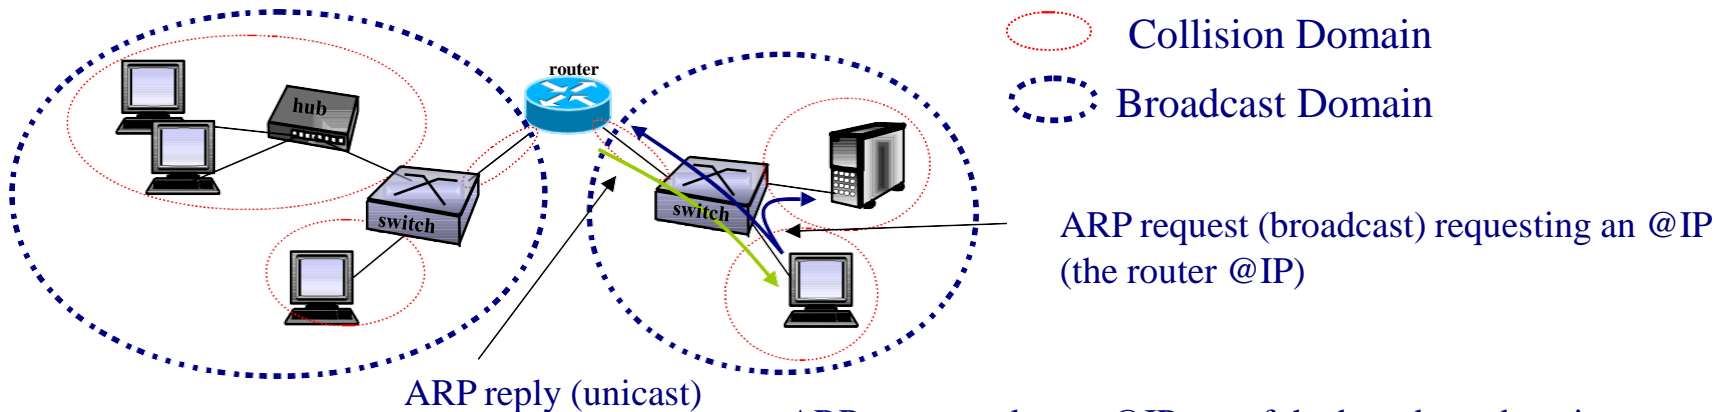 Collision Domain
router
hub
Broadcast Domain
switch
switch
ARP request (broadcast) requesting an @IP
(the router @IP)
ARP reply (unicast)